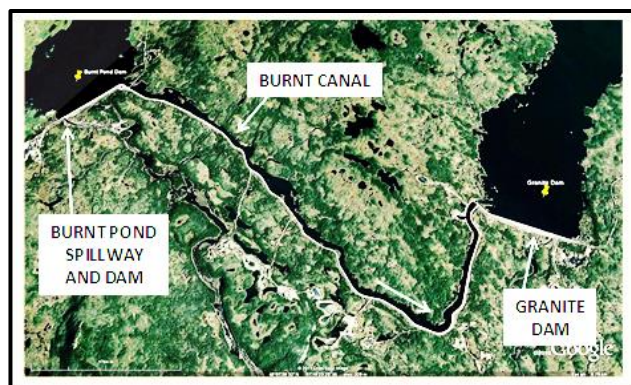 Burnt Pond Dam
BURNT CANAL
Granite Dam
BURNT POND
SPILLWAY
AND DAM
GRANITE
DAM
Google